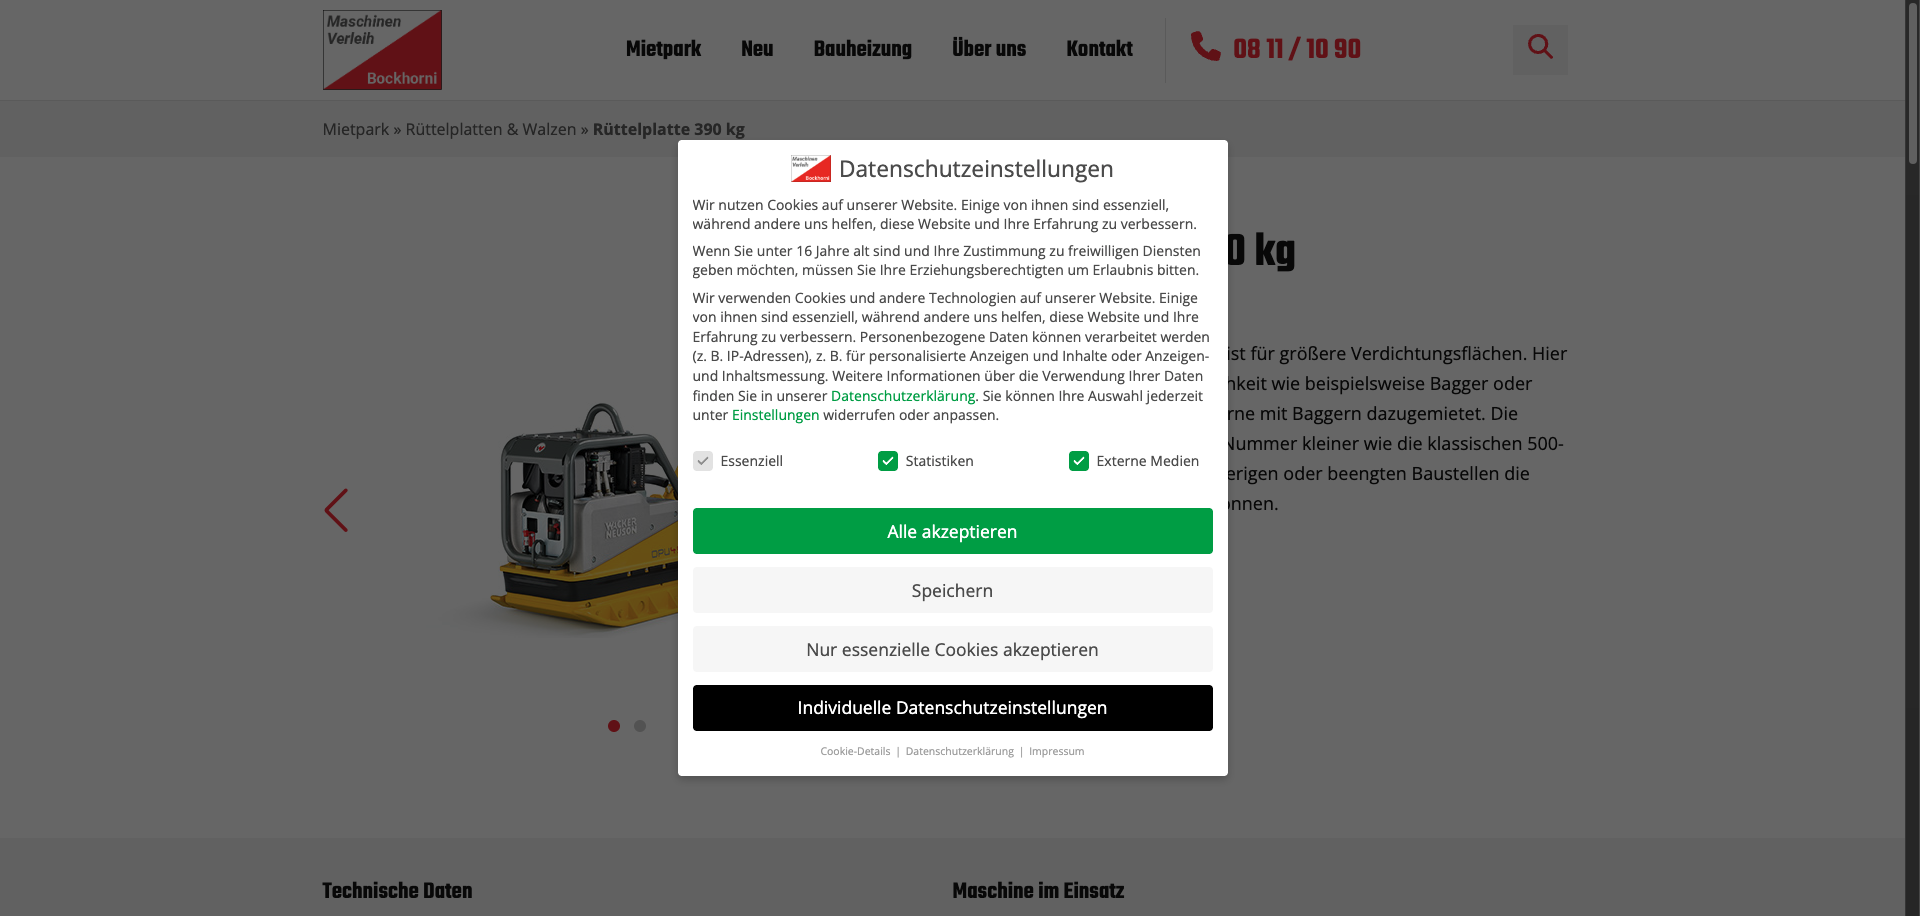 Maschinen
Verleih
Bockhorni
Mietpark Neu Bauheizung Über uns Kontakt 08 11 / 10 90
Mietpark » Rüttelplatten & Walzen » Rüttelplatte 390 kg
Maschinen
Verleih
Bockhorni
Datenschutzeinstellungen
Wir nutzen Cookies auf unserer Website. Einige von ihnen sind essenziell,
während andere uns helfen, diese Website und Ihre Erfahrung zu verbessern.
Wenn Sie unter 16 Jahre alt sind und Ihre Zustimmung zu freiwilligen Diensten
geben möchten, müssen Sie Ihre Erziehungsberechtigten um Erlaubnis bitten.
Wir verwenden Cookies und andere Technologien auf unserer Website. Einige
von ihnen sind essenziell, während andere uns helfen, diese Website und Ihre
Erfahrung zu verbessern. Personenbezogene Daten können verarbeitet werden
(z. B. IP-Adressen), z. B. für personalisierte Anzeigen und Inhalte oder Anzeigen-
und Inhaltsmessung. Weitere Informationen über die Verwendung Ihrer Daten
finden Sie in unserer Datenschutzerklärung. Sie können Ihre Auswahl jederzeit
unter Einstellungen widerrufen oder anpassen.
Essenziell Statistiken Externe Medien
Alle akzeptieren
Speichern
Nur essenzielle Cookies akzeptieren
Individuelle Datenschutzeinstellungen
Cookie-Details | Datenschutzerklärung | Impressum
0 kg
ist für größere Verdichtungsflächen. Hier
nkeit wie beispielsweise Bagger oder
rne mit Baggern dazugemietet. Die
Nummer kleiner wie die klassischen 500-
erigen oder beengten Baustellen die
onnen.
WACKER
NEUSON
Technische Daten
Maschine im Einsatz